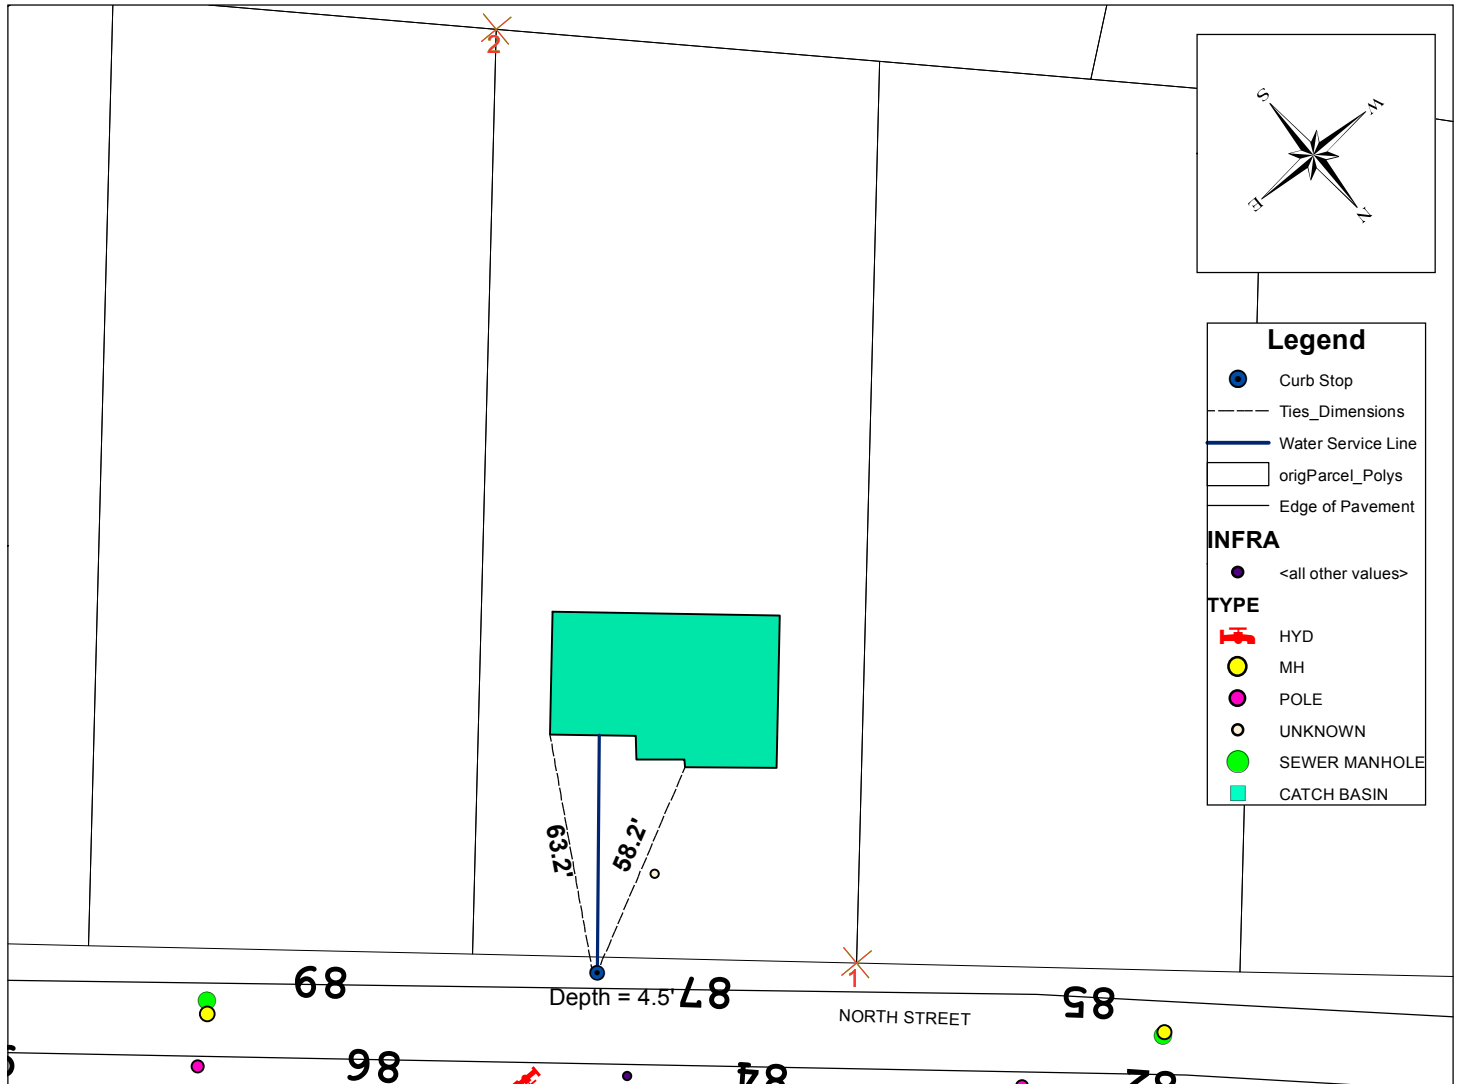 2
S
W
E
N
Legend
Curb Stop
Ties_Dimensions
Water Service Line
origParcel_Polys
Edge of Pavement
INFRA
<all other values>
TYPE
HYD
MH
POLE
UNKNOWN
SEWER MANHOLE
CATCH BASIN
63.2'
58.2'
89
Depth = 4.5'
87
1
85
NORTH STREET
86
84
82